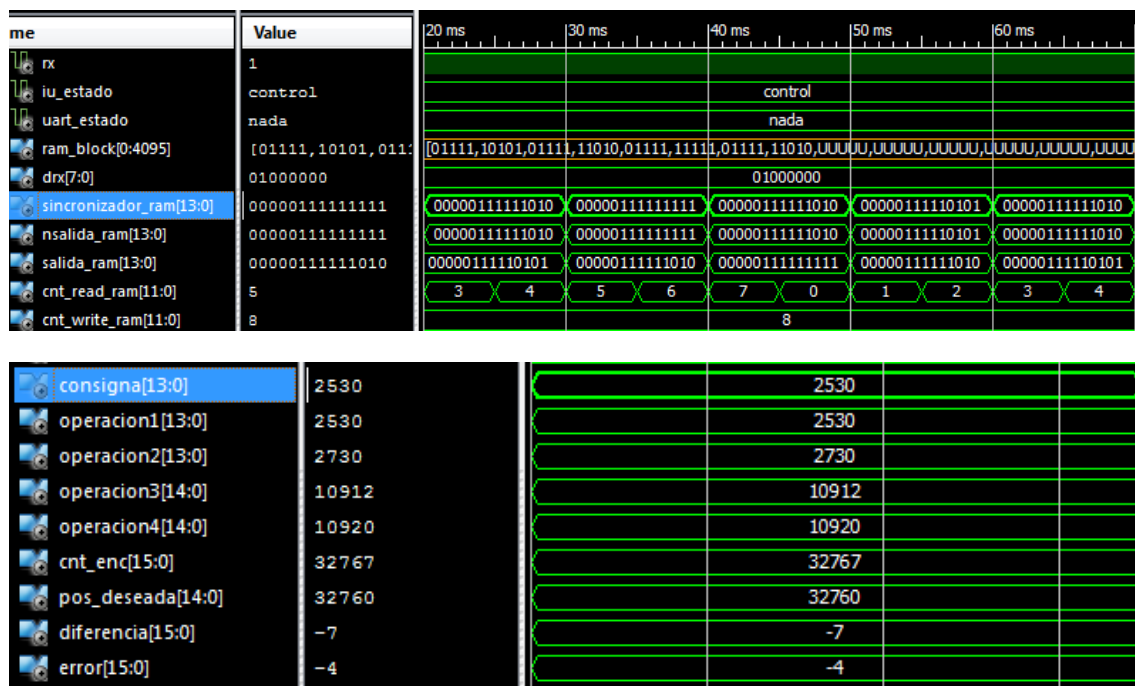 me Value 20 ms 30 ms 40 ms 50 ms 60 ms
rx 1
iu_estado control control
uart_estado nada nada
ram_block[0:4095] [01111,10101,011 [01111,10101,01111,11010,01111,11111,01111,11010,UUUUU,UUUUU,UUUUU,UUUUU,UUUUU,UUUU
drx[7:0] 01000000 01000000
sincronizador_ram[13:0] 00000111111111 00000111111010 00000111111111 00000111111010 00000111110101 00000111111010
nsalida_ram[13:0] 00000111111111 00000111111010 00000111111111 00000111111010 00000111110101 00000111111010
salida_ram[13:0] 00000111111010 00000111110101 00000111111010 00000111111111 00000111111010 00000111110101
cnt_read_ram[11:0] 5 3 4 5 6 7 0 1 2 3 4
cnt_write_ram[11:0] 8 8
consigna[13:0] 2530 2530
operacion1[13:0] 2530 2530
operacion2[13:0] 2730 2730
operacion3[14:0] 10912 10912
operacion4[14:0] 10920 10920
cnt_enc[15:0] 32767 32767
pos_deseada[14:0] 32760 32760
diferencia[15:0] -7 -7
error[15:0] -4 -4